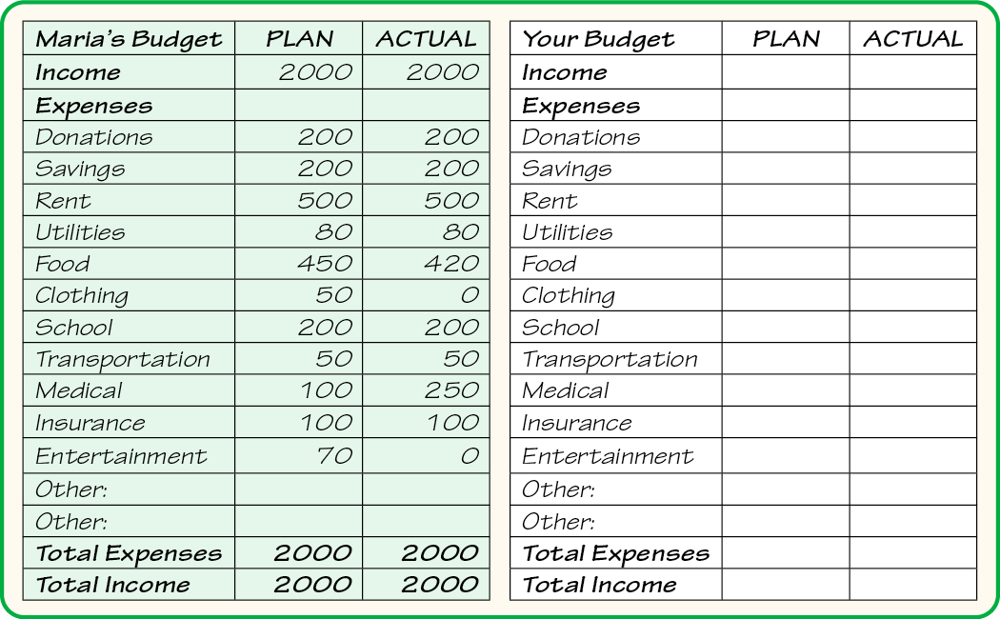 Maria's Budget PLAN ACTUAL
Income 2000 2000
Expenses
Donations 200 200
Savings 200 200
Rent 500 500
Utilities 80 80
Food 450 420
Clothing 50 0
School 200 200
Transportation 50 50
Medical 100 250
Insurance 100 100
Entertainment 70 0
Other:
Other:
Total Expenses 2000 2000
Total Income 2000 2000
Your Budget PLAN ACTUAL
Income
Expenses
Donations
Savings
Rent
Utilities
Food
Clothing
School
Transportation
Medical
Insurance
Entertainment
Other:
Other:
Total Expenses
Total Income